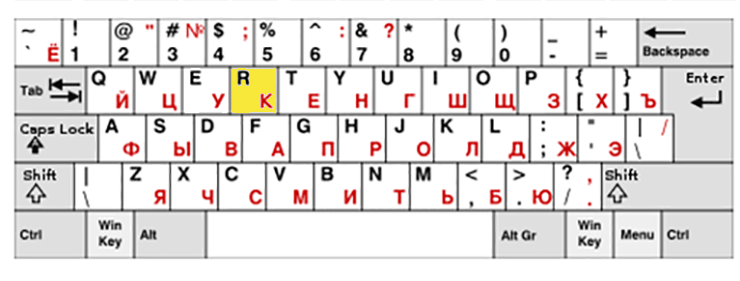 ~ ` Ё ! 1 @ " 2 # № 3 $ ; 4 % 5 ^ : 6 & ? 7 * 8 ( 9 ) 0 _ - + = Backspace
Tab Q Й W Ц E У R К T Е Y Н U Г I Ш O Щ P З { [ Х } ] Ъ Enter
Caps Lock A Ф S Ы D В F А G П H Р J О K Л L Д : ; Ж " ' Э | / \
Shift | \ Z Я X Ч C С V М B И N Т M Ь < , Б > . Ю ? , / . Shift
Ctrl Win Key Alt Alt Gr Win Key Menu Ctrl